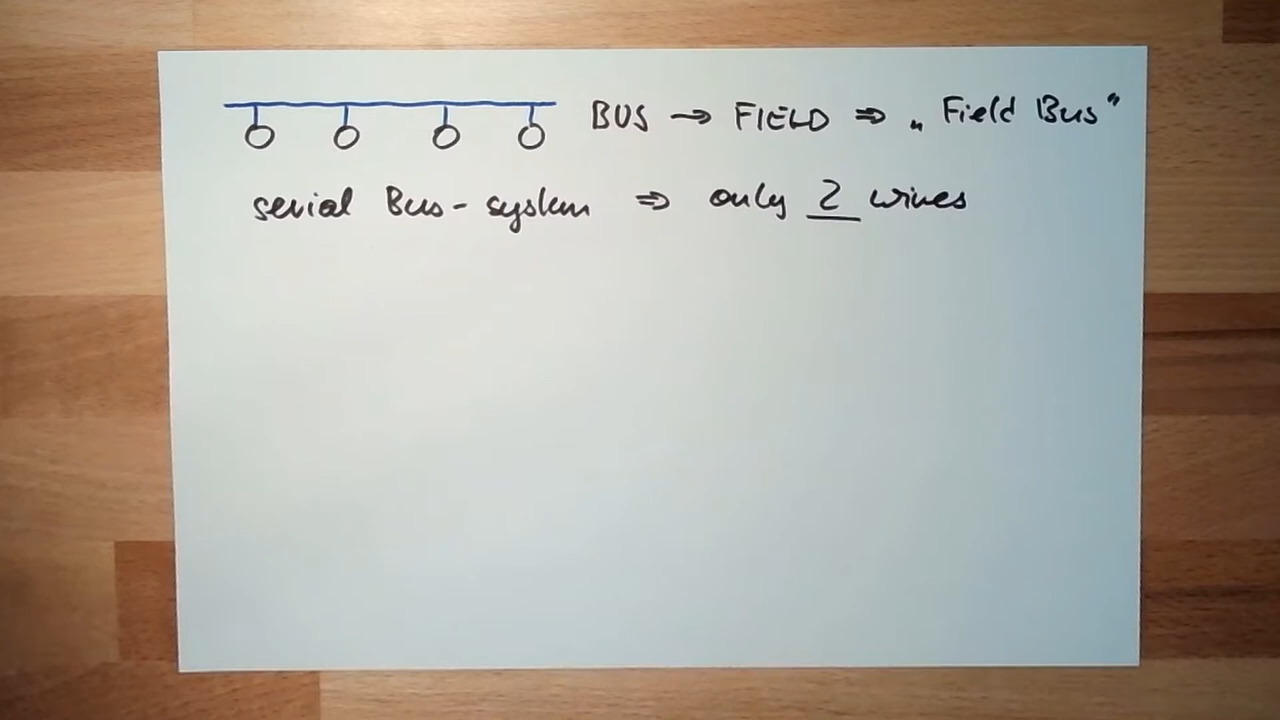 BUS → FIELD ⇒ „Field Bus"
serial Bus-system ⇒ only 2 wires